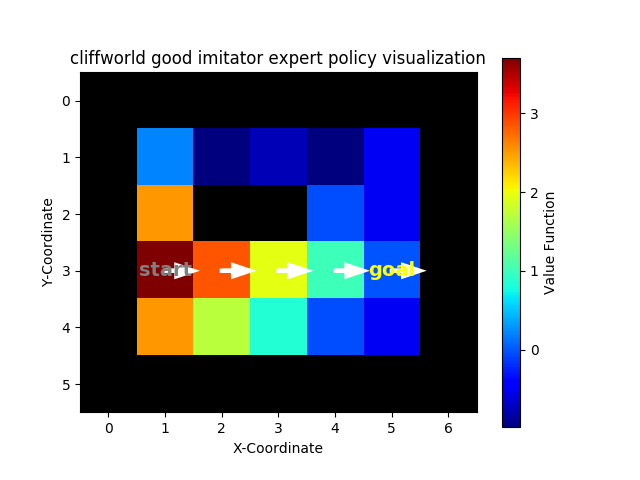 cliffworld good imitator expert policy visualization
0
1
2
3
4
5
Y-Coordinate
start
goal
0 1 2 3 4 5 6
X-Coordinate
3
2
1
0
Value Function